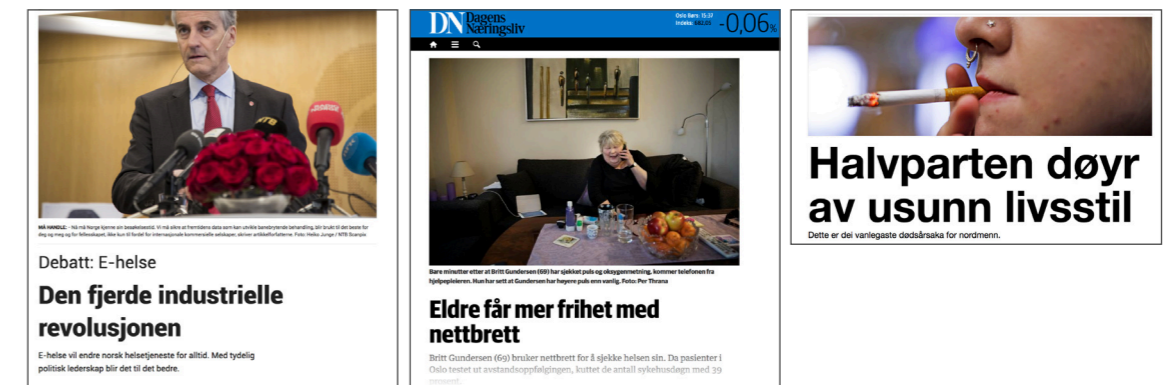 MÅ HANDLE: - Nå må Norge kjenne sin besøkelsestid. Vi må sikre at fremtidens data som kan utvikle banebrytende behandling, blir brukt til det beste for
deg og meg og for fellesskapet, ikke kun til fordel for internasjonale kommersielle selskaper, skriver artikkelforfatterne. Foto: Heiko Junge / NTB Scanpix
Debatt: E-helse
Den fjerde industrielle
revolusjonen
E-helse vil endre norsk helsetjeneste for alltid. Med tydelig
politisk lederskap blir det til det bedre.
DN Dagens
Næringsliv
Oslo Børs: 15:37
Indeks:
-0,06%
Bare minutter etter at Britt Gundersen (69) har sjekket puls og oksygenmetning, kommer telefonen fra
hjelpepleieren. Hun har sett at Gundersen har høyere puls enn vanlig. Foto: Per Thrana
Eldre får mer frihet med
nettbrett
Britt Gundersen (69) bruker nettbrett for å sjekke helsen sin. Da pasienter i
Oslo testet ut avstandsoppfølgingen, kuttet de antall sykehusdøgn med 39
prosent.
Halvparten døyr
av usunn livsstil
Dette er dei vanlegaste dødsårsaka for nordmenn.
NTB